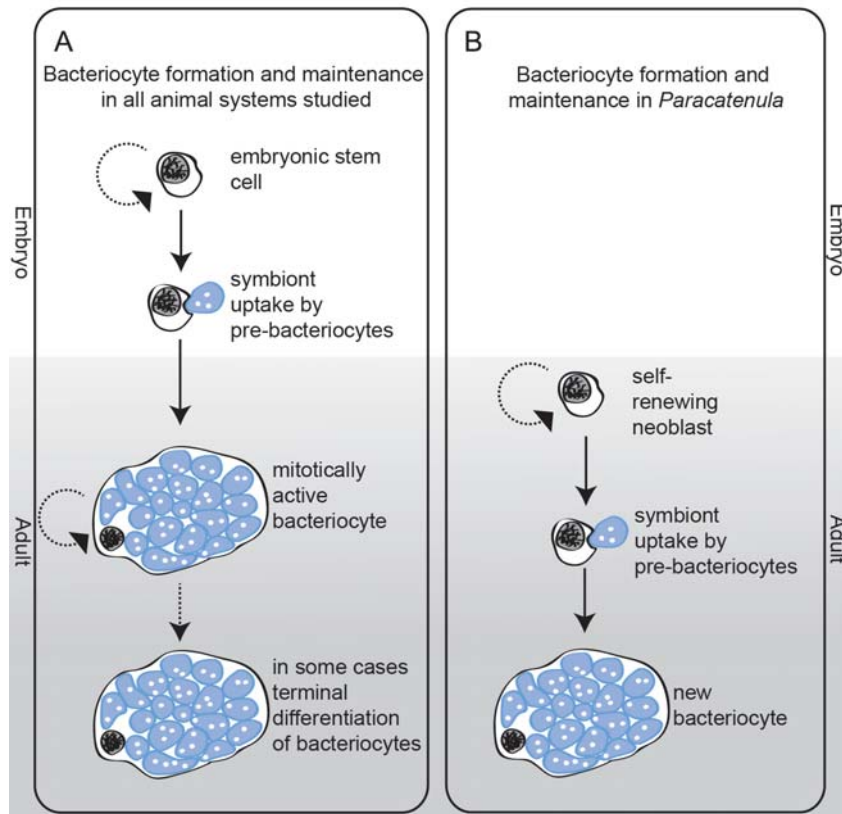 A
Bacteriocyte formation and maintenance
in all animal systems studied
embryonic stem
cell
symbiont
uptake by
pre-bacteriocytes
mitotically
active
bacteriocyte
in some cases
terminal
differentiation
of bacteriocytes
Embryo
Adult
B
Bacteriocyte formation and
maintenance in Paracatenula
self-
renewing
neoblast
symbiont
uptake by
pre-bacteriocytes
new
bacteriocyte
Embryo
Adult